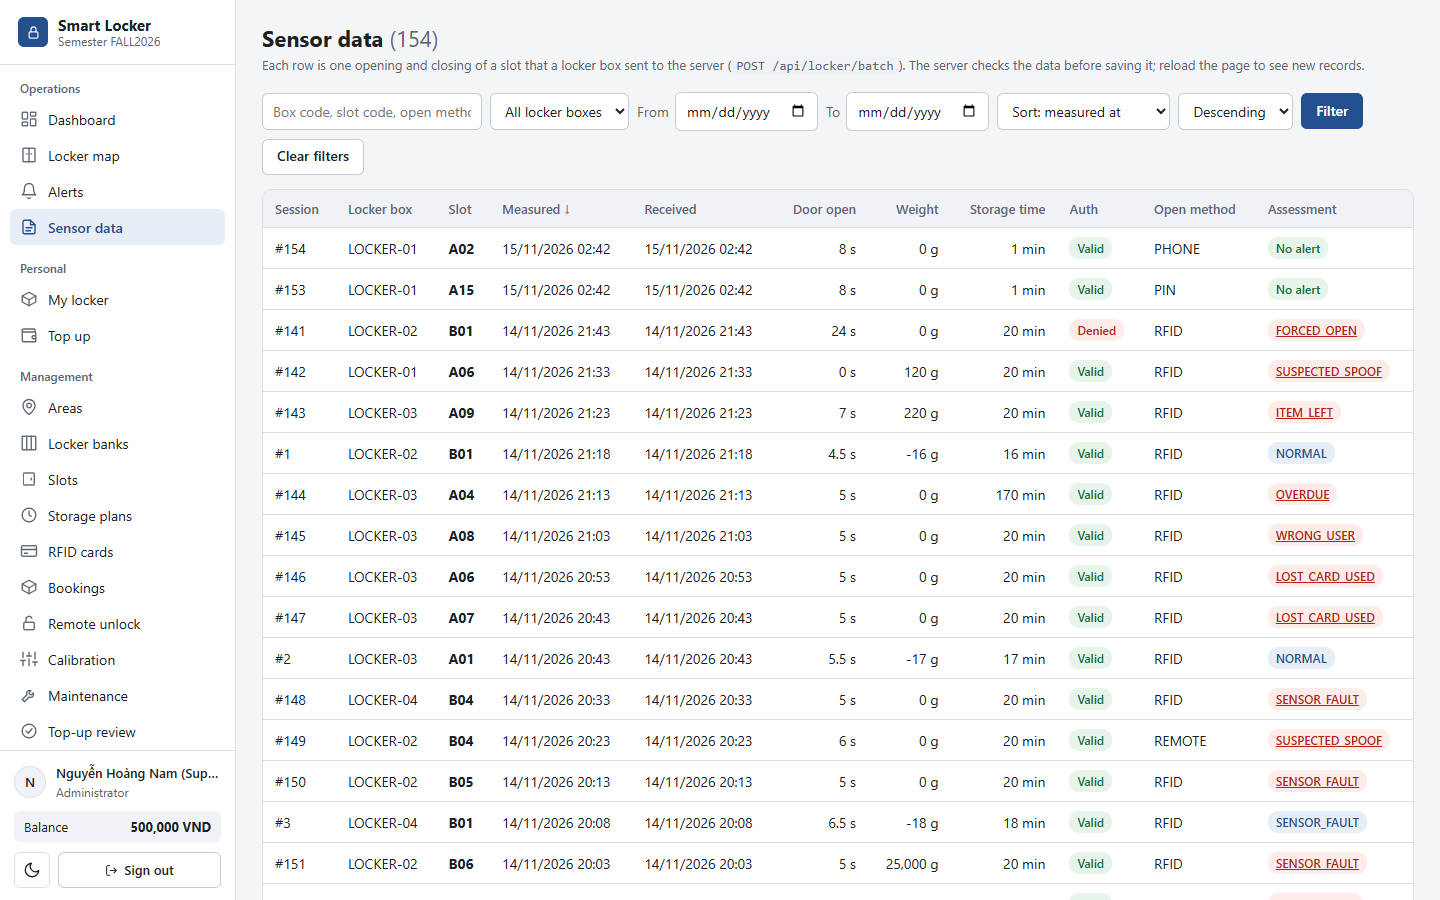 Smart Locker
Semester FALL2026
Operations
Dashboard
Locker map
Alerts
Sensor data
Personal
My locker
Top up
Management
Areas
Locker banks
Slots
Storage plans
RFID cards
Bookings
Remote unlock
Calibration
Maintenance
Top-up review
N
Nguyễn Hoàng Nam (Sup...
Administrator
Balance 500,000 VND
Sign out
Sensor data (154)
Each row is one opening and closing of a slot that a locker box sent to the server ( POST /api/locker/batch ). The server checks the data before saving it; reload the page to see new records.
Box code, slot code, open metho All locker boxes From mm/dd/yyyy To mm/dd/yyyy Sort: measured at Descending Filter
Clear filters
Session Locker box Slot Measured ↓ Received Door open Weight Storage time Auth Open method Assessment
#154 LOCKER-01 A02 15/11/2026 02:42 15/11/2026 02:42 8 s 0 g 1 min Valid PHONE No alert
#153 LOCKER-01 A15 15/11/2026 02:42 15/11/2026 02:42 8 s 0 g 1 min Valid PIN No alert
#141 LOCKER-02 B01 14/11/2026 21:43 14/11/2026 21:43 24 s 0 g 20 min Denied RFID FORCED_OPEN
#142 LOCKER-01 A06 14/11/2026 21:33 14/11/2026 21:33 0 s 120 g 20 min Valid RFID SUSPECTED_SPOOF
#143 LOCKER-03 A09 14/11/2026 21:23 14/11/2026 21:23 7 s 220 g 20 min Valid RFID ITEM_LEFT
#1 LOCKER-02 B01 14/11/2026 21:18 14/11/2026 21:18 4.5 s -16 g 16 min Valid RFID NORMAL
#144 LOCKER-03 A04 14/11/2026 21:13 14/11/2026 21:13 5 s 0 g 170 min Valid RFID OVERDUE
#145 LOCKER-03 A08 14/11/2026 21:03 14/11/2026 21:03 5 s 0 g 20 min Valid RFID WRONG_USER
#146 LOCKER-03 A06 14/11/2026 20:53 14/11/2026 20:53 5 s 0 g 20 min Valid RFID LOST_CARD_USED
#147 LOCKER-03 A07 14/11/2026 20:43 14/11/2026 20:43 5 s 0 g 20 min Valid RFID LOST_CARD_USED
#2 LOCKER-03 A01 14/11/2026 20:43 14/11/2026 20:43 5.5 s -17 g 17 min Valid RFID NORMAL
#148 LOCKER-04 B04 14/11/2026 20:33 14/11/2026 20:33 5 s 0 g 20 min Valid RFID SENSOR_FAULT
#149 LOCKER-02 B04 14/11/2026 20:23 14/11/2026 20:23 6 s 0 g 20 min Valid REMOTE SUSPECTED_SPOOF
#150 LOCKER-02 B05 14/11/2026 20:13 14/11/2026 20:13 5 s 0 g 20 min Valid RFID SENSOR_FAULT
#3 LOCKER-04 B01 14/11/2026 20:08 14/11/2026 20:08 6.5 s -18 g 18 min Valid RFID SENSOR_FAULT
#151 LOCKER-02 B06 14/11/2026 20:03 14/11/2026 20:03 5 s 25,000 g 20 min Valid RFID SENSOR_FAULT